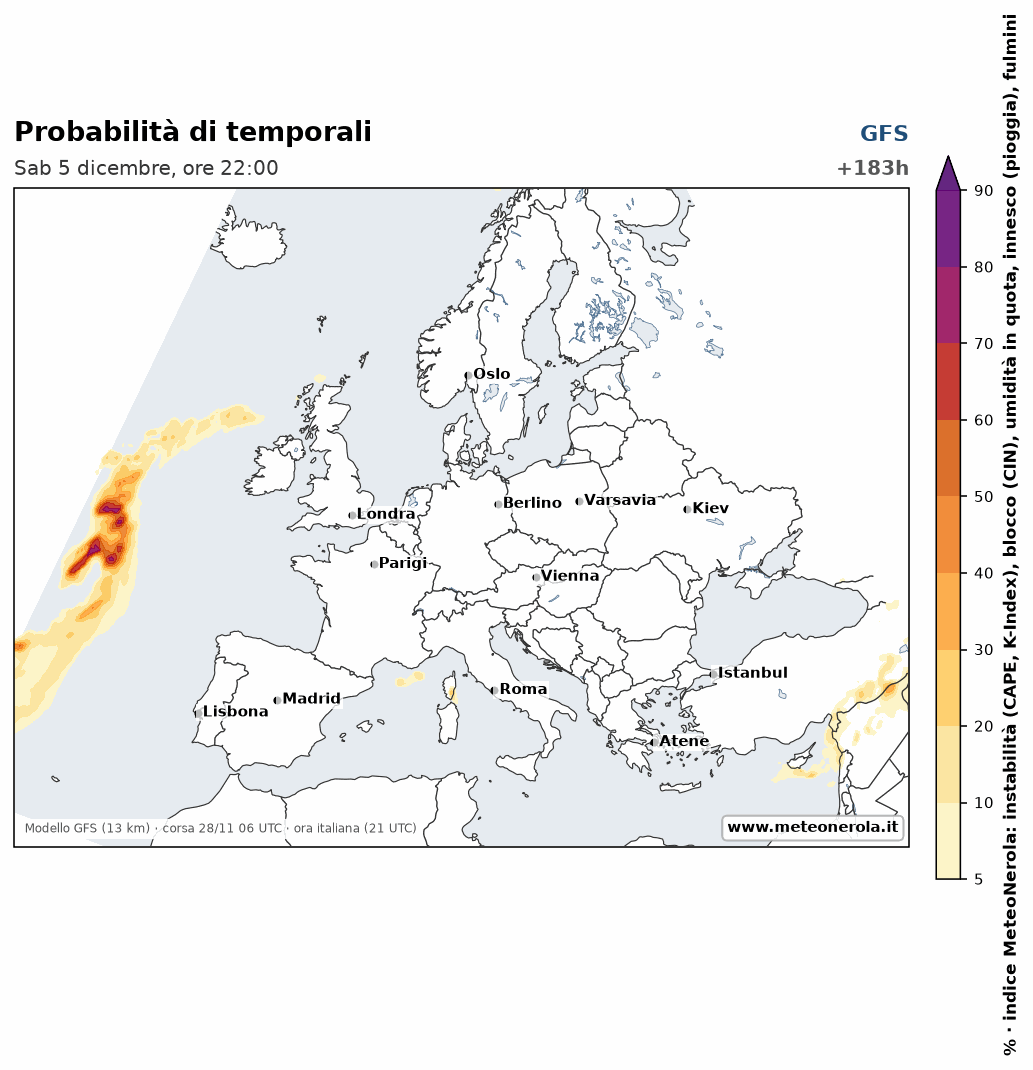 Probabilità di temporali
GFS
Sab 5 dicembre, ore 22:00
+183h
Oslo
Londra
Berlino
Varsavia
Kiev
Parigi
Vienna
Istanbul
Roma
Madrid
Lisbona
Atene
Modello GFS (13 km) · corsa 28/11 06 UTC · ora italiana (21 UTC)
www.meteonerola.it
90
80
70
60
50
40
30
20
10
5
% · indice MeteoNerola: instabilità (CAPE, K-Index), blocco (CIN), umidità in quota, innesco (pioggia), fulmini